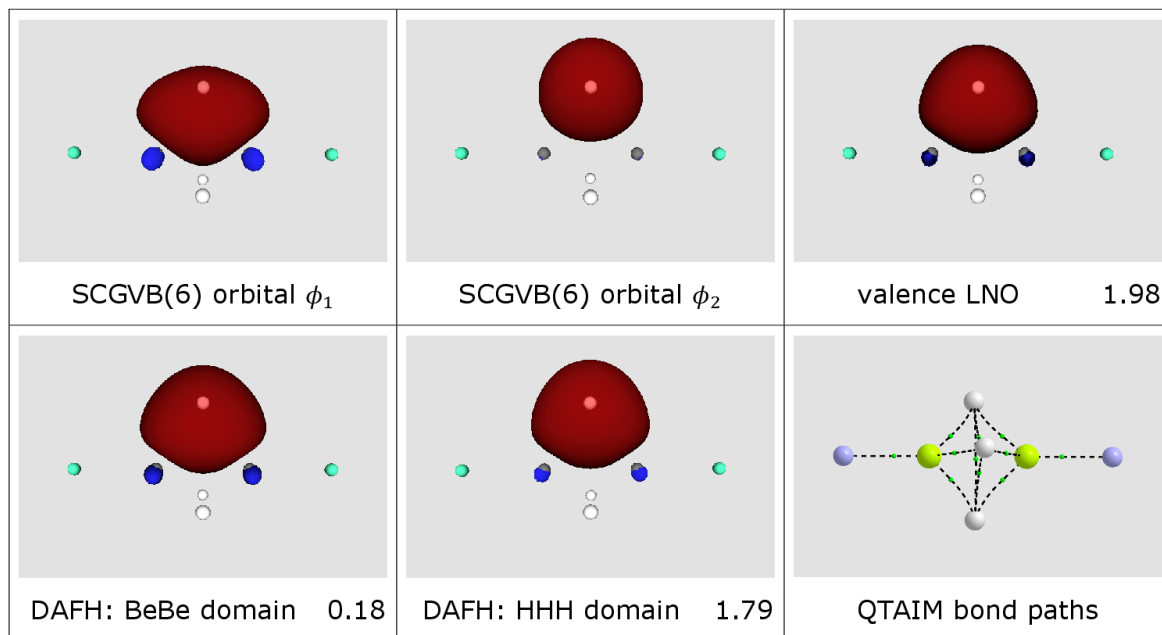 SCGVB(6) orbital ϕ₁
SCGVB(6) orbital ϕ₂
valence LNO 1.98
DAFH: BeBe domain 0.18
DAFH: HHH domain 1.79
QTAIM bond paths